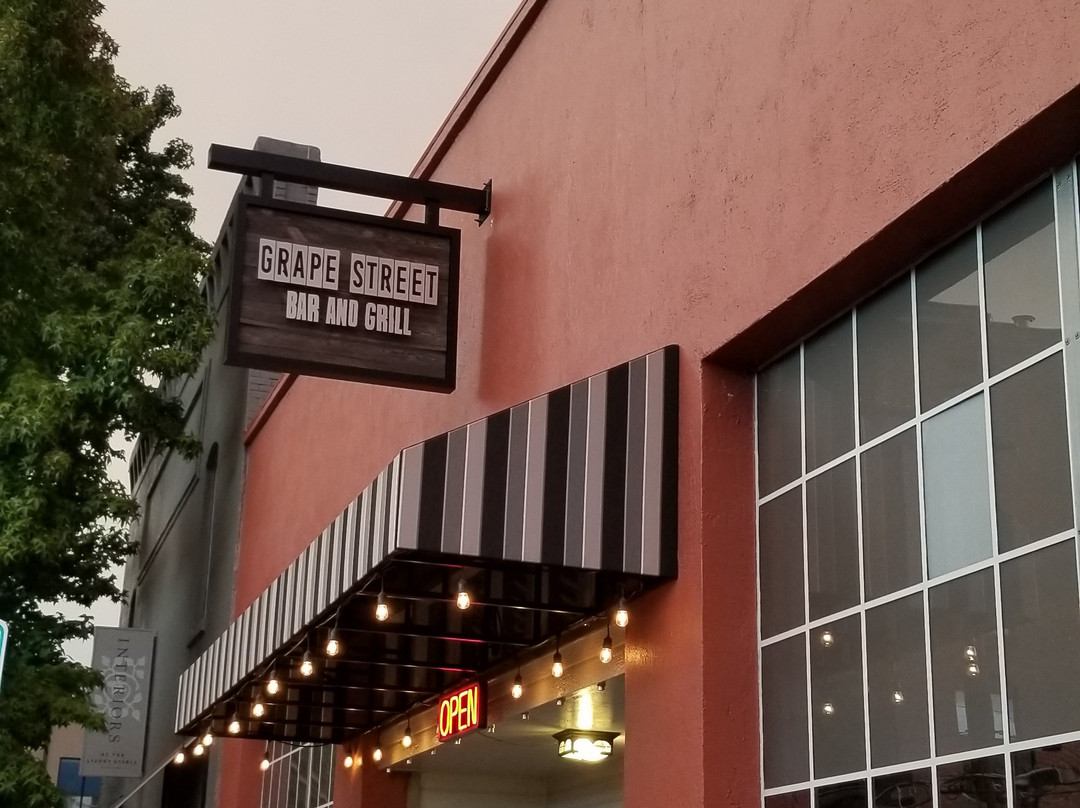 GRAPE STREET
BAR AND GRILL
OPEN
INTERIORS